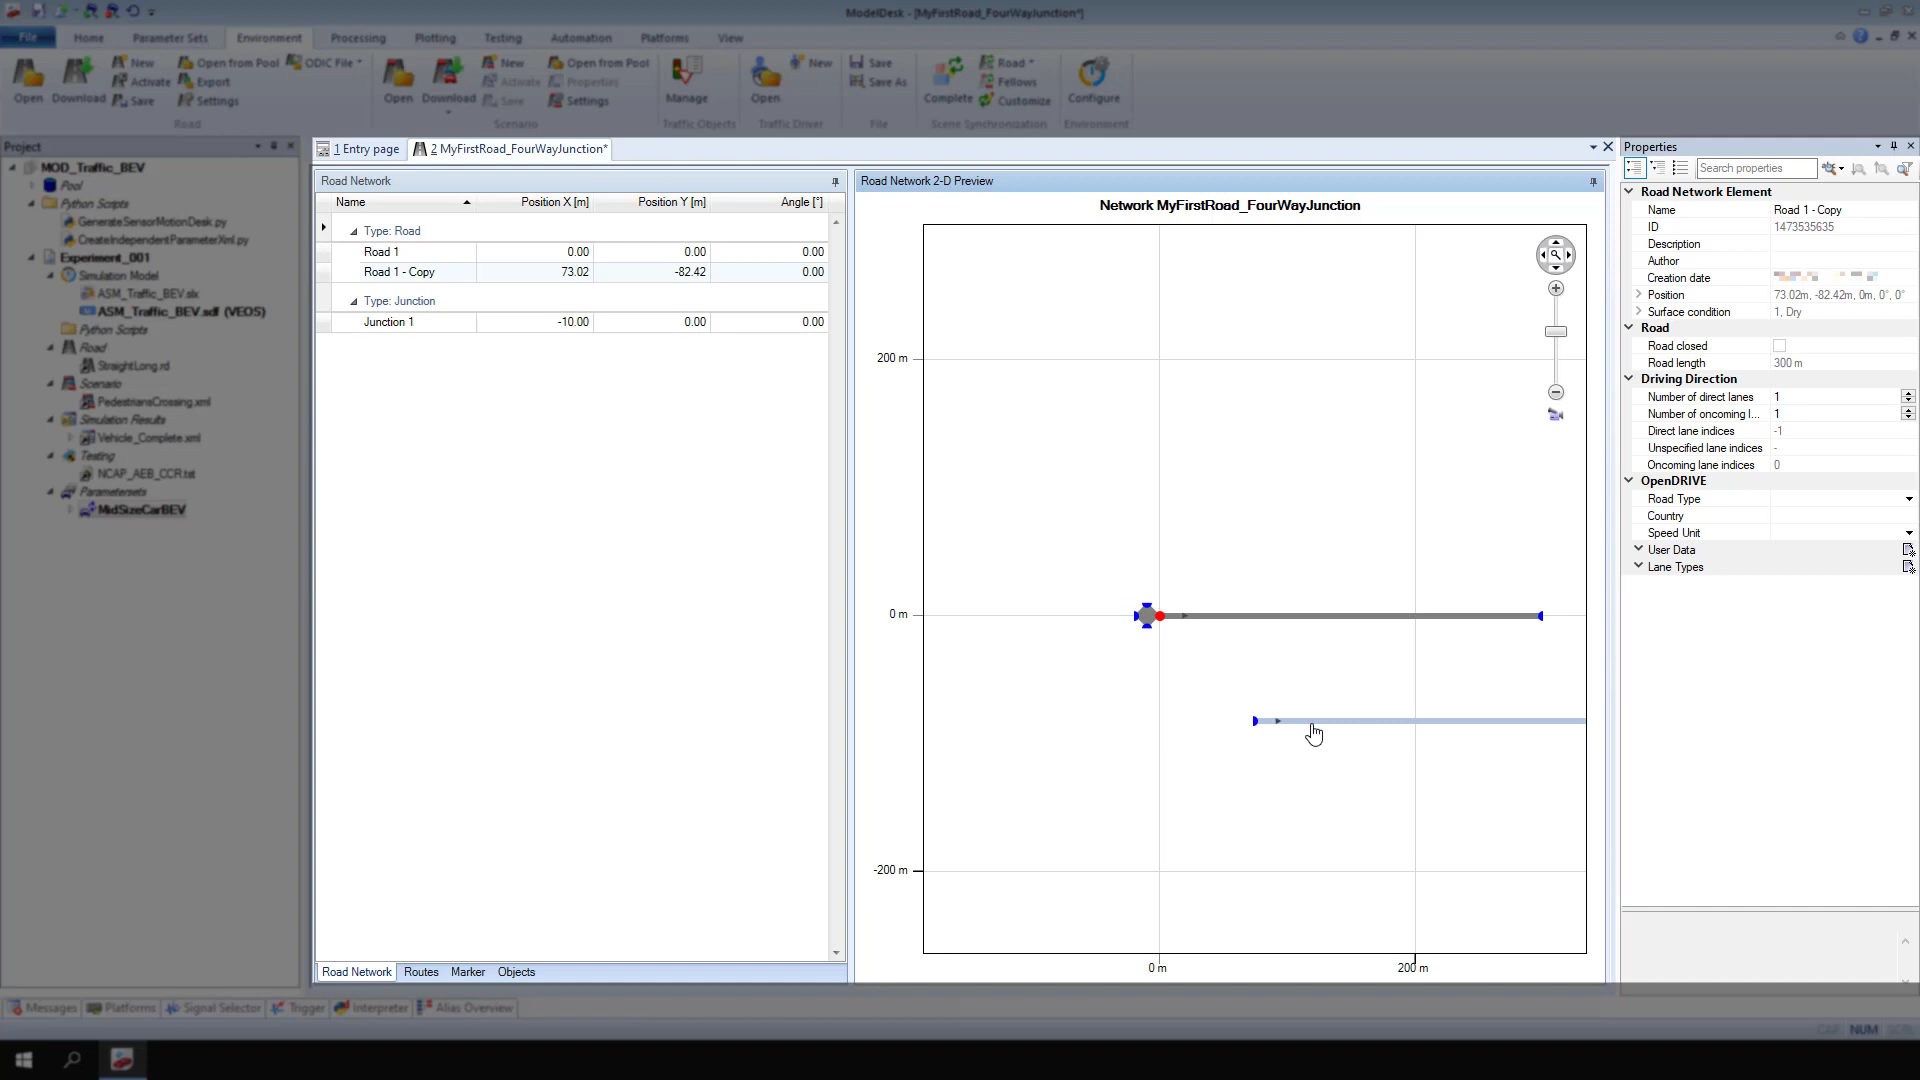 ModelDesk - [MyFirstRoad_FourWayJunction*]
File Home Parameter Sets Environment Processing Plotting Testing Automation Platforms View
New Open from Pool ODIC File New Open from Pool New Save Road
Activate Export Activate Properties Save As Fellows
Open Download Save Settings Open Download Save Settings Manage Open Complete Customize Configure
Road Scenario Traffic Objects Traffic Driver File Scene Synchronization Environment
Project
MOD_Traffic_BEV
Pool
Python Scripts
GenerateSensorMotionDesk.py
CreateIndependentParameterXml.py
Experiment_001
Simulation Model
ASM_Traffic_BEV.slx
ASM_Traffic_BEV.sdf (VEOS)
Python Scripts
Road
StraightLong.rd
Scenario
PedestriansCrossing.xml
Simulation Results
Vehicle_Complete.xml
Testing
NCAP_AEB_CCR.tst
Parametersets
MidSizeCarBEV
1 Entry page 2 MyFirstRoad_FourWayJunction*
Road Network
Name Position X [m] Position Y [m] Angle [°]
Type: Road
Road 1 0.00 0.00 0.00
Road 1 - Copy 73.02 -82.42 0.00
Type: Junction
Junction 1 -10.00 0.00 0.00
Road Network Routes Marker Objects
Road Network 2-D Preview
Network MyFirstRoad_FourWayJunction
200 m
0 m
-200 m
0 m 200 m
Properties
Search properties
Road Network Element
Name Road 1 - Copy
ID 1473535635
Description
Author
Creation date
Position 73.02m, -82.42m, 0m, 0°, 0°
Surface condition 1, Dry
Road
Road closed
Road length 300 m
Driving Direction
Number of direct lanes 1
Number of oncoming l... 1
Direct lane indices -1
Unspecified lane indices -
Oncoming lane indices 0
OpenDRIVE
Road Type
Country
Speed Unit
User Data
Lane Types
Messages Platforms Signal Selector Trigger Interpreter Alias Overview
CAP NUM SCRL